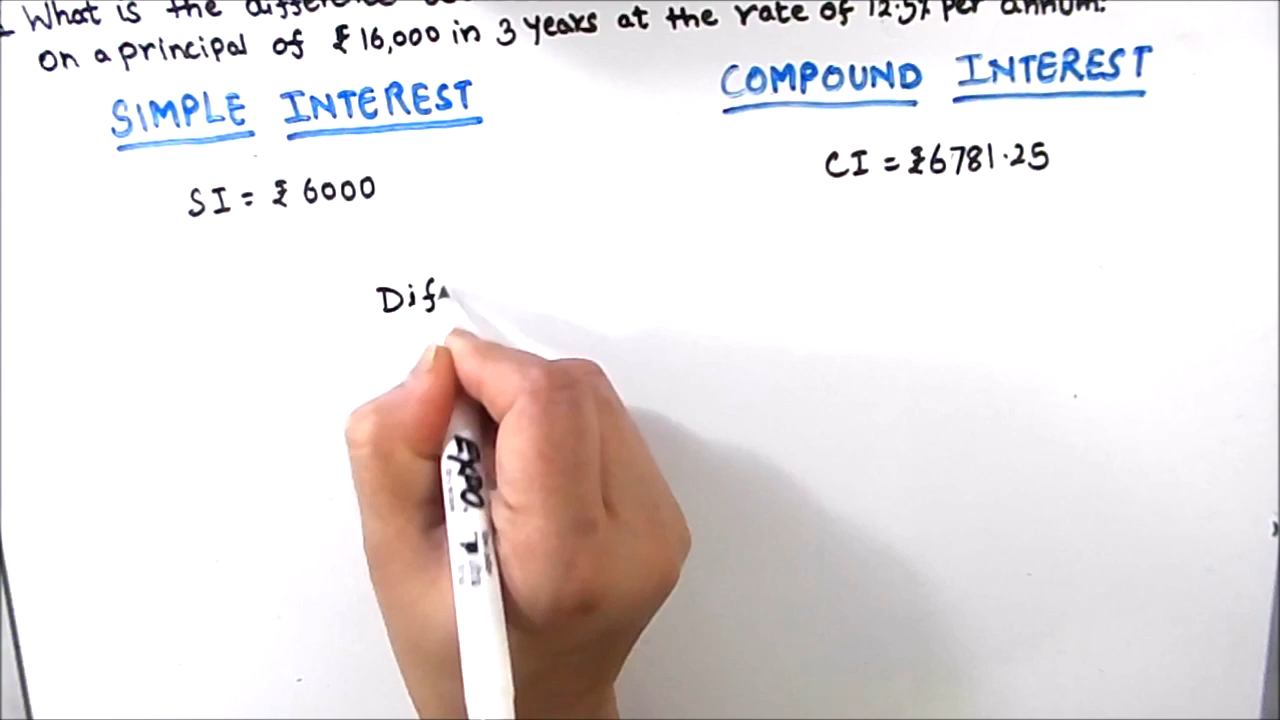 What is the
on a principal of ₹16,000 in 3 years at the rate of 12.5% per annum.
SIMPLE INTEREST
COMPOUND INTEREST
SI = ₹ 6000
CI = ₹6781.25
Dif
EXPO